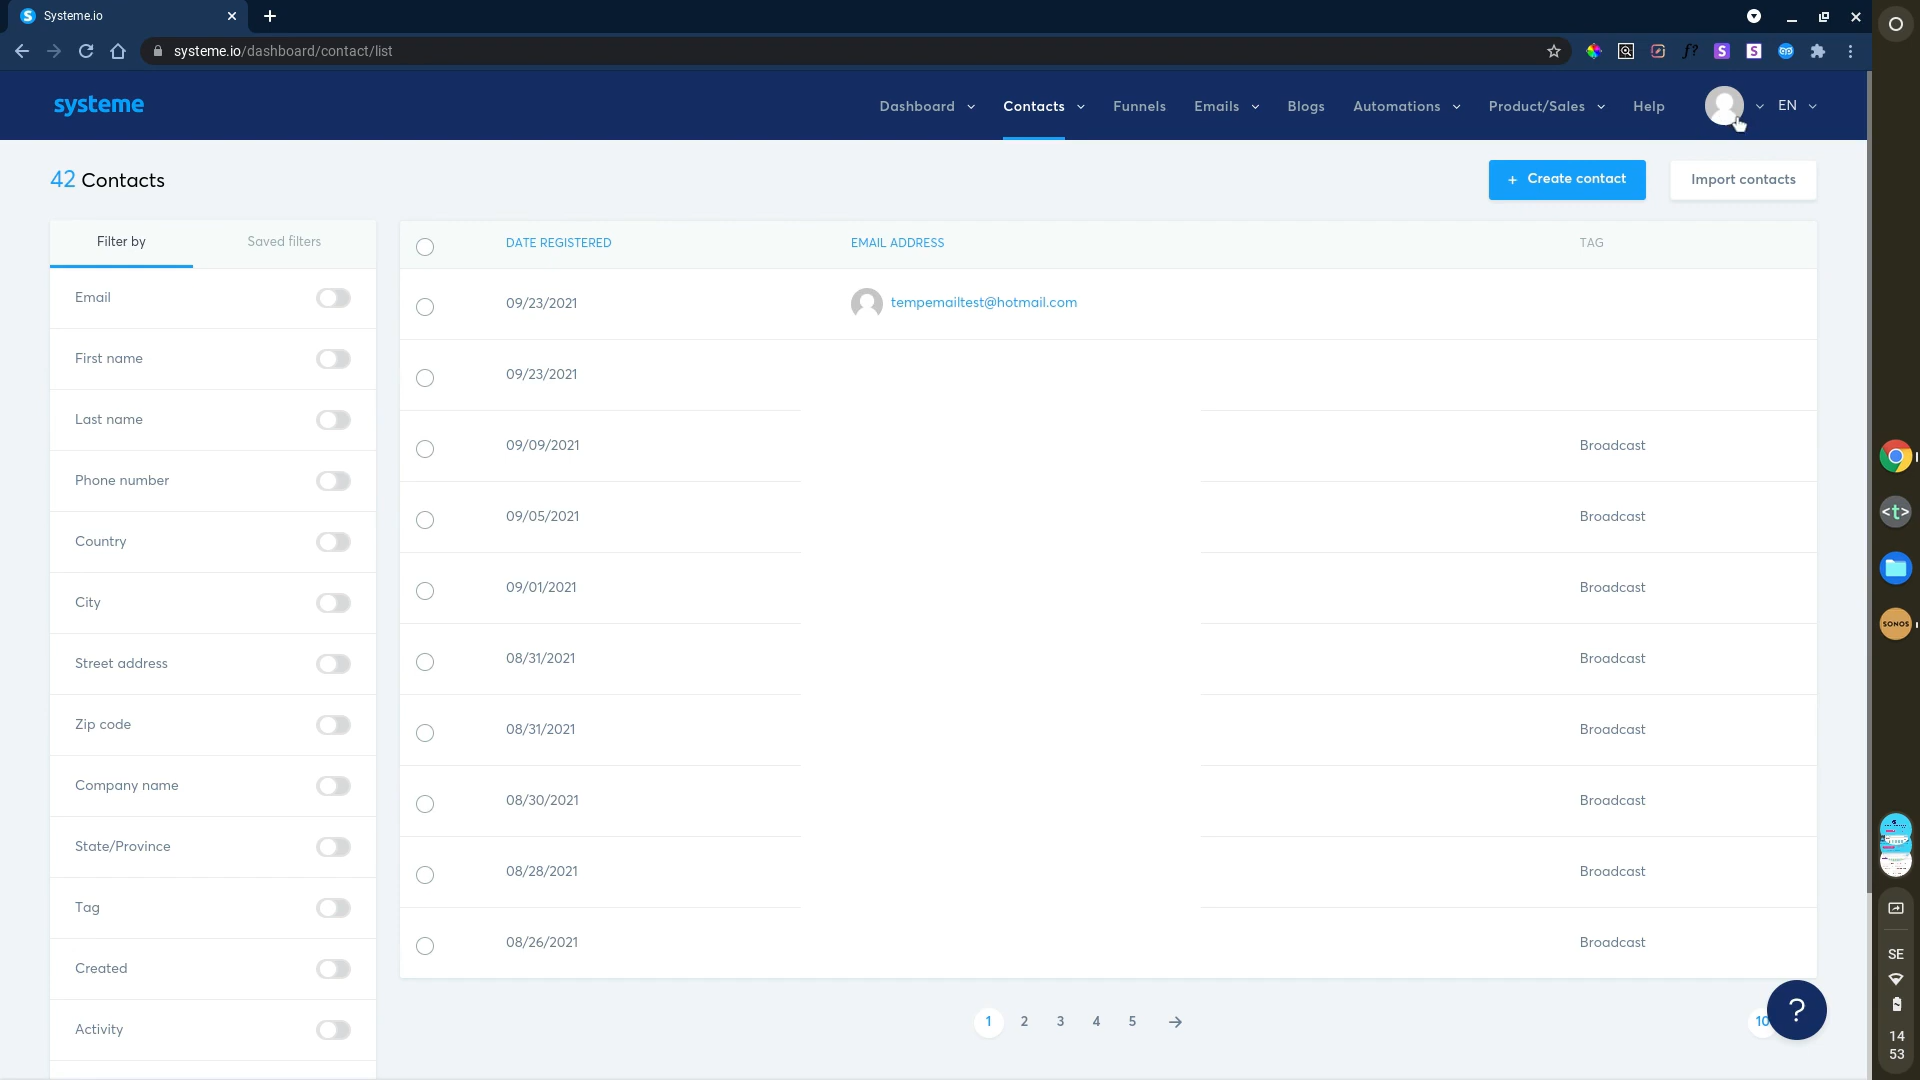 Systeme.io
systeme.io/dashboard/contact/list
systeme
Dashboard
Contacts
Funnels
Emails
Blogs
Automations
Product/Sales
Help
EN
42 Contacts
+ Create contact
Import contacts
Filter by
Saved filters
Email
First name
Last name
Phone number
Country
City
Street address
Zip code
Company name
State/Province
Tag
Created
Activity
DATE REGISTERED
EMAIL ADDRESS
TAG
09/23/2021
tempemailtest@hotmail.com
09/23/2021
09/09/2021
Broadcast
09/05/2021
Broadcast
09/01/2021
Broadcast
08/31/2021
Broadcast
08/31/2021
Broadcast
08/30/2021
Broadcast
08/28/2021
Broadcast
08/26/2021
Broadcast
1 2 3 4 5 →
10
?
f?
S
S
<t>
SONOS
SE
14
53